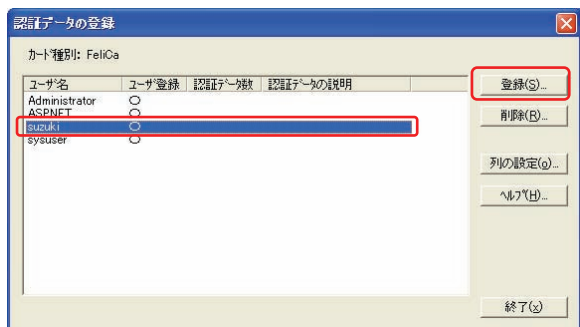 認証データの登録
カード種別: FeliCa
ユーザ名 ユーザ登録 認証データ数 認証データの説明
Administrator ○
ASPNET ○
suzuki ○
sysuser ○
登録(S)...
削除(R)...
列の設定(o)...
ヘルプ(H)...
終了(x)